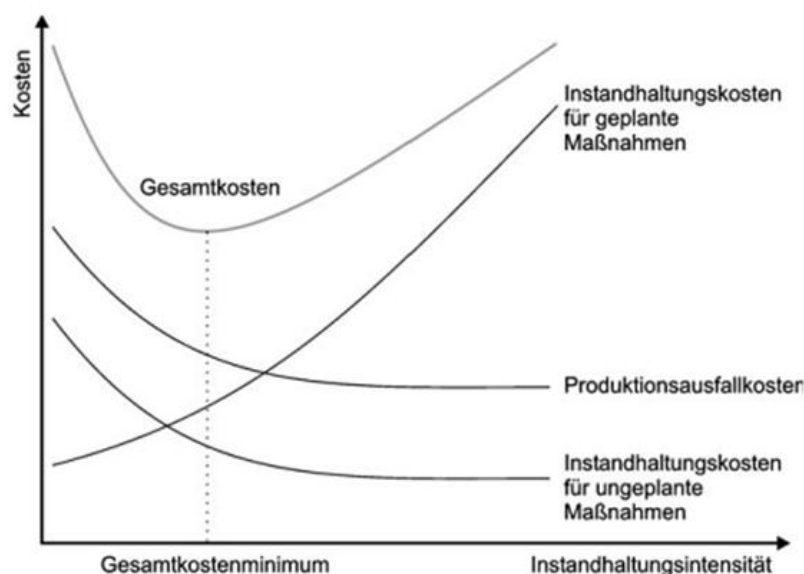 Kosten
Gesamtkosten
Instandhaltungskosten
für geplante
Maßnahmen
Produktionsausfallkosten
Instandhaltungskosten
für ungeplante
Maßnahmen
Gesamtkostenminimum
Instandhaltungsintensität